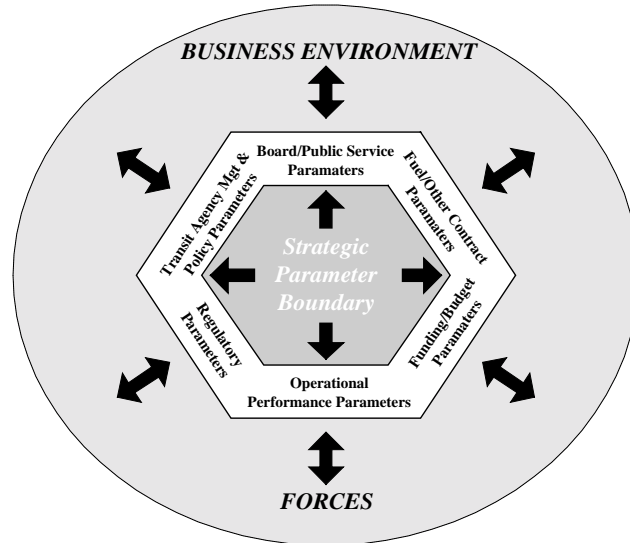 BUSINESS ENVIRONMENT
Board/Public Service
Paramaters
Transit Agency Mgt &
Policy Parameters
Fuel/Other Contract
Paramaters
Strategic
Parameter
Boundary
Regulatory
Parameters
Funding/Budget
Paramaters
Operational
Performance Parameters
FORCES